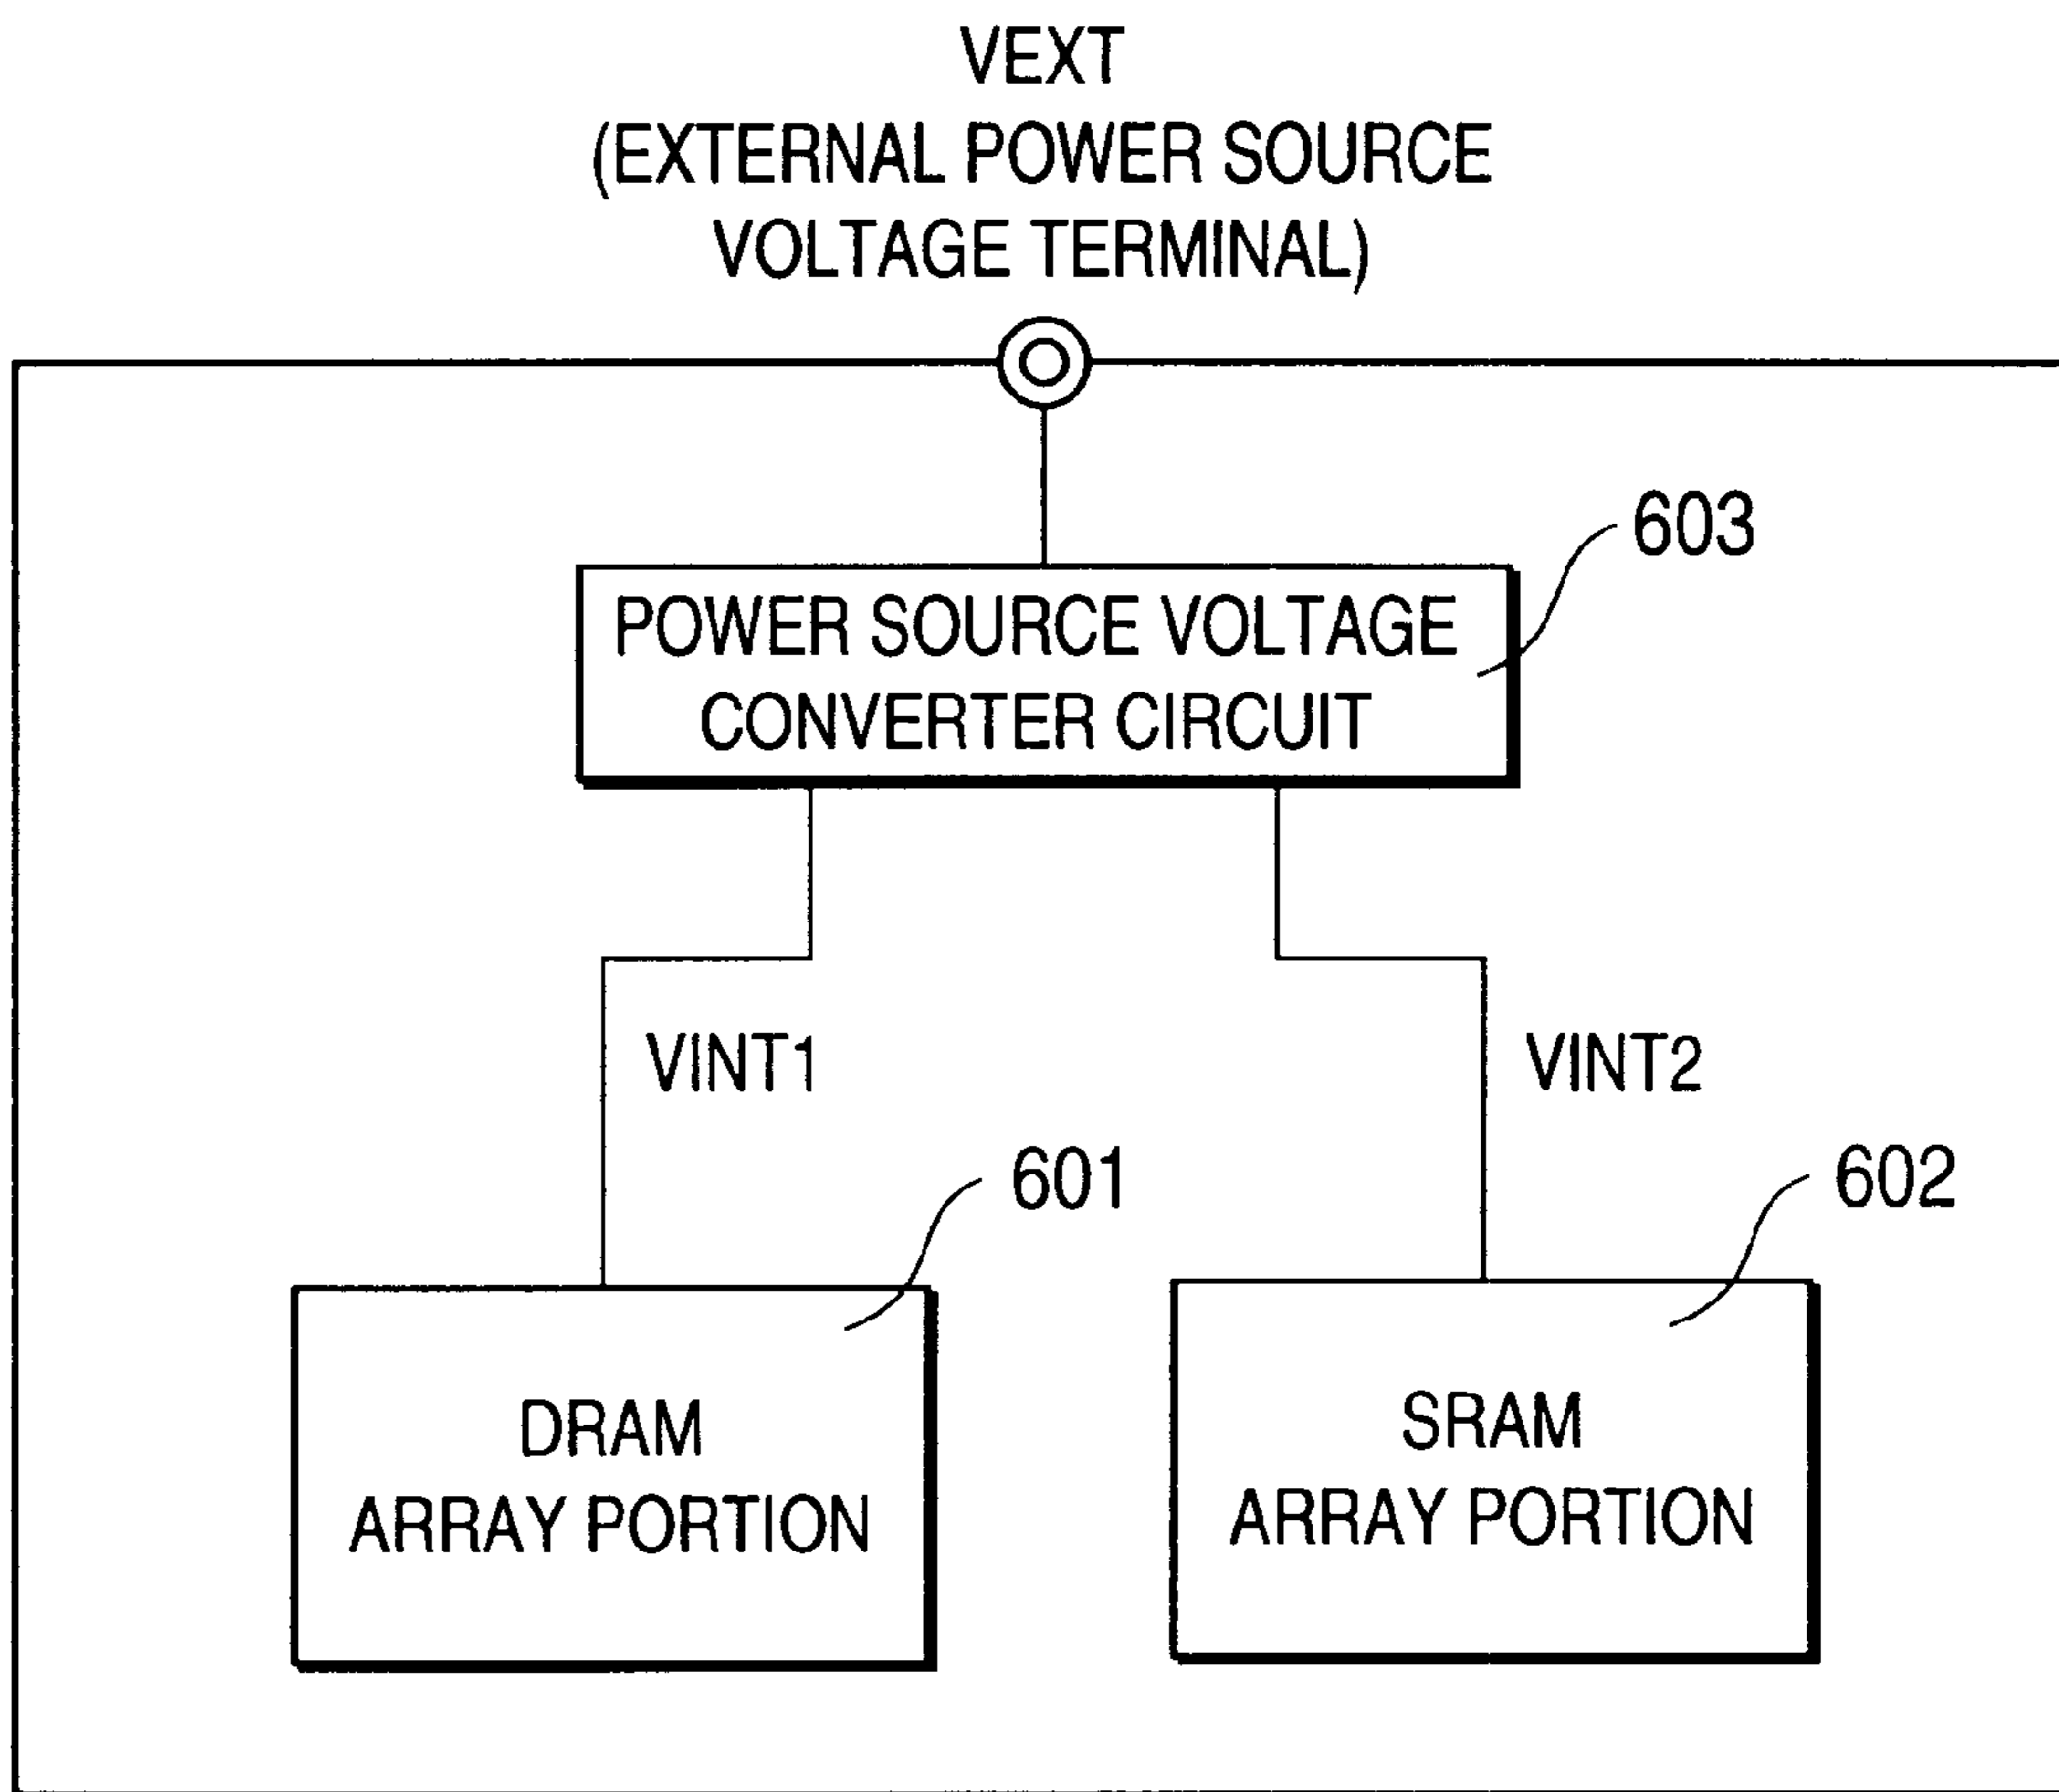 VEXT
(EXTERNAL POWER SOURCE
VOLTAGE TERMINAL)
603
POWER SOURCE VOLTAGE
CONVERTER CIRCUIT
VINT1
VINT2
601
602
DRAM
ARRAY PORTION
SRAM
ARRAY PORTION